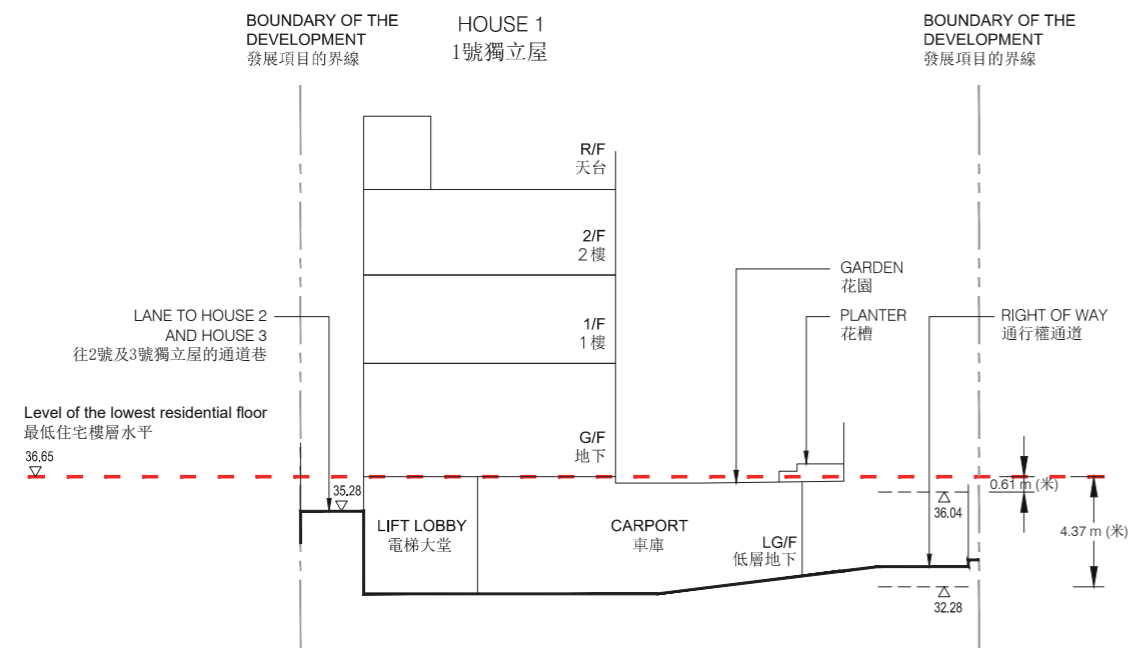 BOUNDARY OF THE
DEVELOPMENT
發展項目的界線
HOUSE 1
1號獨立屋
BOUNDARY OF THE
DEVELOPMENT
發展項目的界線
R/F
天台
2/F
2樓
GARDEN
花園
LANE TO HOUSE 2
AND HOUSE 3
往2號及3號獨立屋的通道巷
1/F
1樓
PLANTER
花槽
RIGHT OF WAY
通行權通道
Level of the lowest residential floor
最低住宅樓層水平
36.65
G/F
地下
35.28
0.61 m (米)
36.04
LIFT LOBBY
電梯大堂
CARPORT
車庫
LG/F
低層地下
4.37 m (米)
32.28